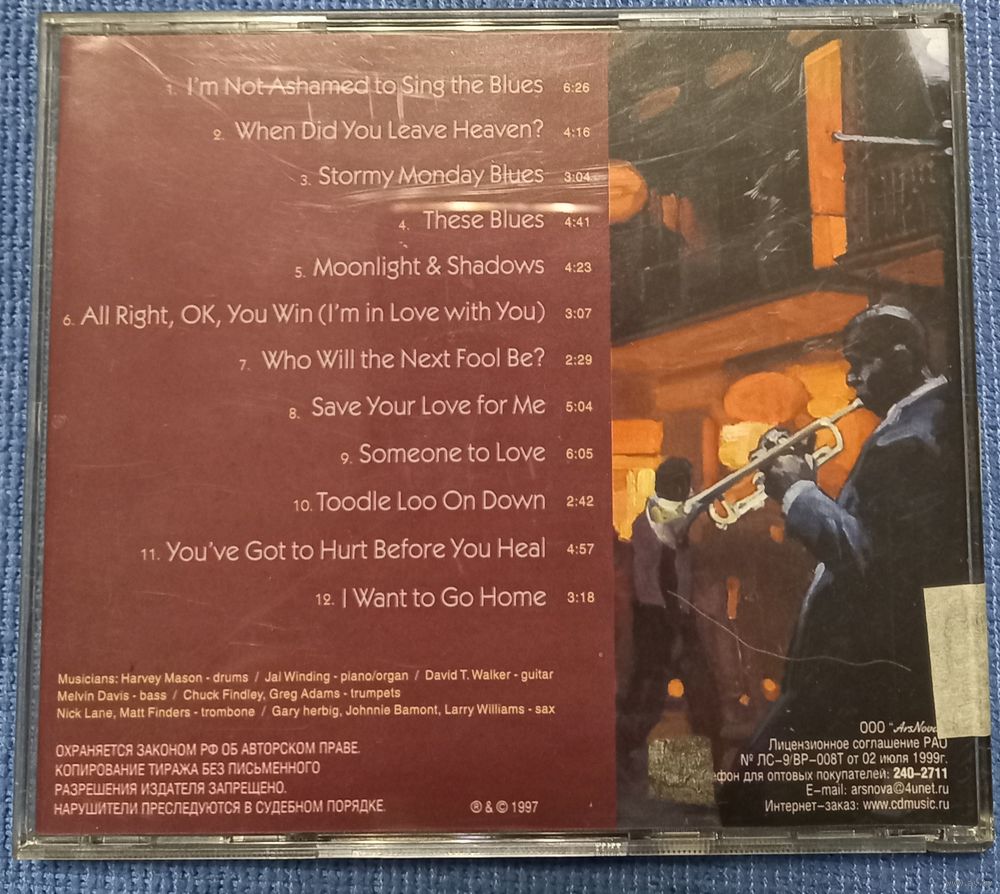 1. I'm Not Ashamed to Sing the Blues 6:26
2. When Did You Leave Heaven? 4:16
3. Stormy Monday Blues 3:04
4. These Blues 4:41
5. Moonlight & Shadows 4:23
6. All Right, OK, You Win (I'm in Love with You) 3:07
7. Who Will the Next Fool Be? 2:29
8. Save Your Love for Me 5:04
9. Someone to Love 6:05
10. Toodle Loo On Down 2:42
11. You've Got to Hurt Before You Heal 4:57
12. I Want to Go Home 3:18
Musicians: Harvey Mason - drums / Jai Winding - piano/organ / David T. Walker - guitar
Melvin Davis - bass / Chuck Findley, Greg Adams - trumpets
Nick Lane, Matt Finders - trombone / Gary herbig, Johnnie Bamont, Larry Williams - sax
ОХРАНЯЕТСЯ ЗАКОНОМ РФ ОБ АВТОРСКОМ ПРАВЕ.
КОПИРОВАНИЕ ТИРАЖА БЕЗ ПИСЬМЕННОГО
РАЗРЕШЕНИЯ ИЗДАТЕЛЯ ЗАПРЕЩЕНО.
НАРУШИТЕЛИ ПРЕСЛЕДУЮТСЯ В СУДЕБНОМ ПОРЯДКЕ.
® & © 1997
ООО "ArsNova
Лицензионное соглашение РАО
№ ЛС-9/ВР-008Т от 02 июля 1999г.
ефон для оптовых покупателей: 240-2711
E-mail: arsnova@4unet.ru
Интернет-заказ: www.cdmusic.ru